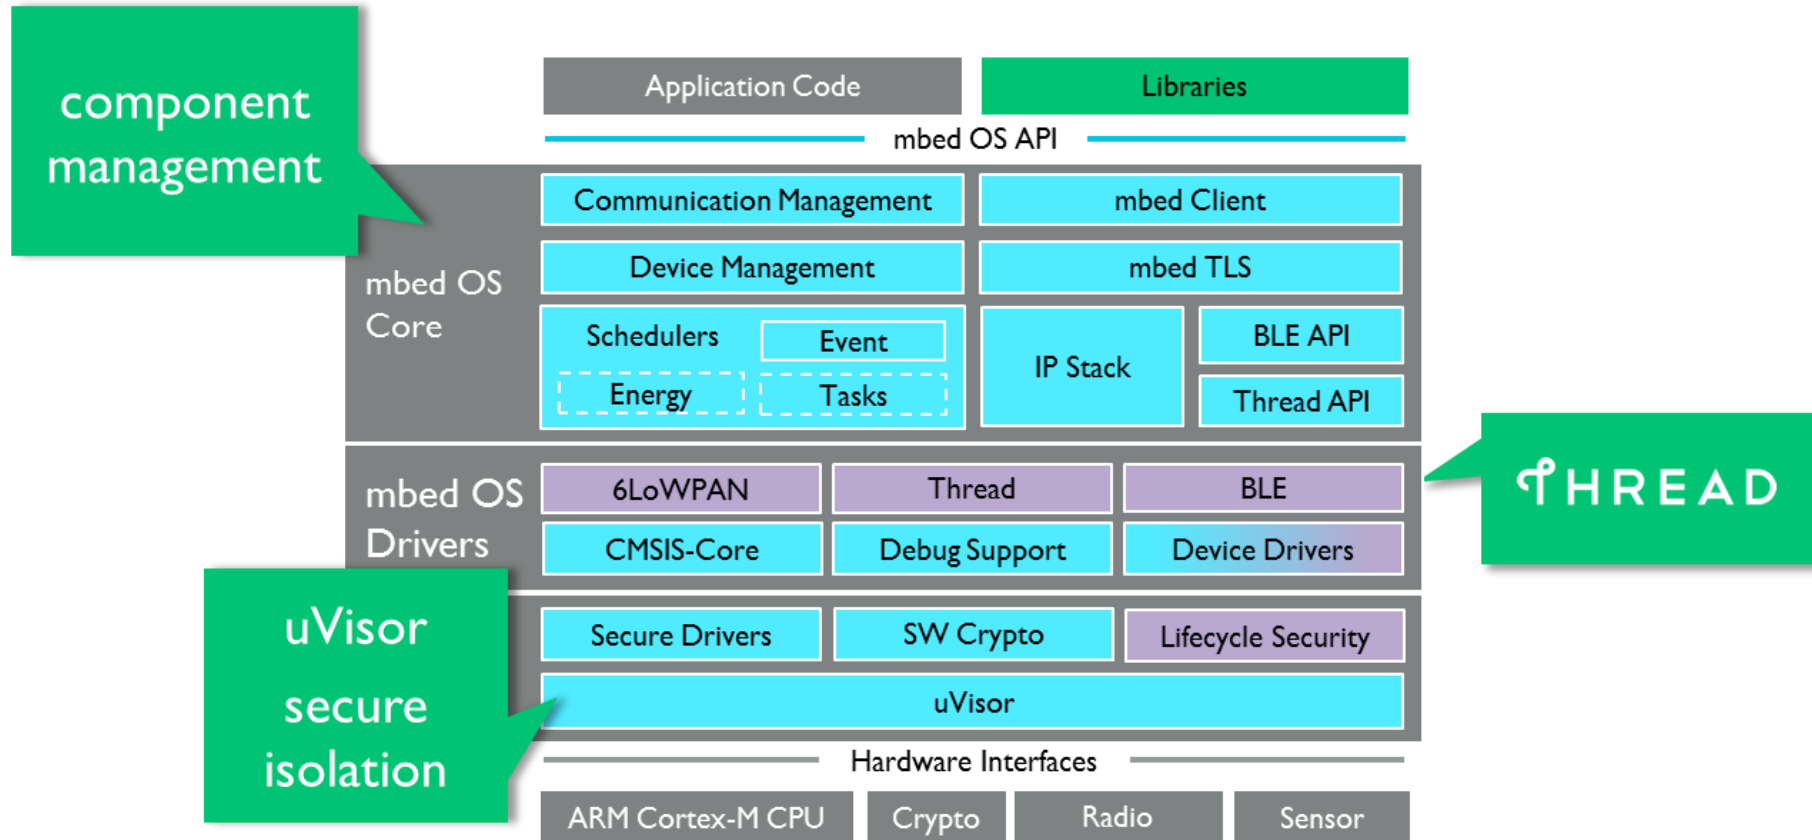 component
management
Application Code
Libraries
mbed OS API
mbed OS
Core
Communication Management
mbed Client
Device Management
mbed TLS
Schedulers
Event
Energy
Tasks
IP Stack
BLE API
Thread API
mbed OS
Drivers
6LoWPAN
Thread
BLE
CMSIS-Core
Debug Support
Device Drivers
THREAD
uVisor
secure
isolation
Secure Drivers
SW Crypto
Lifecycle Security
uVisor
Hardware Interfaces
ARM Cortex-M CPU
Crypto
Radio
Sensor